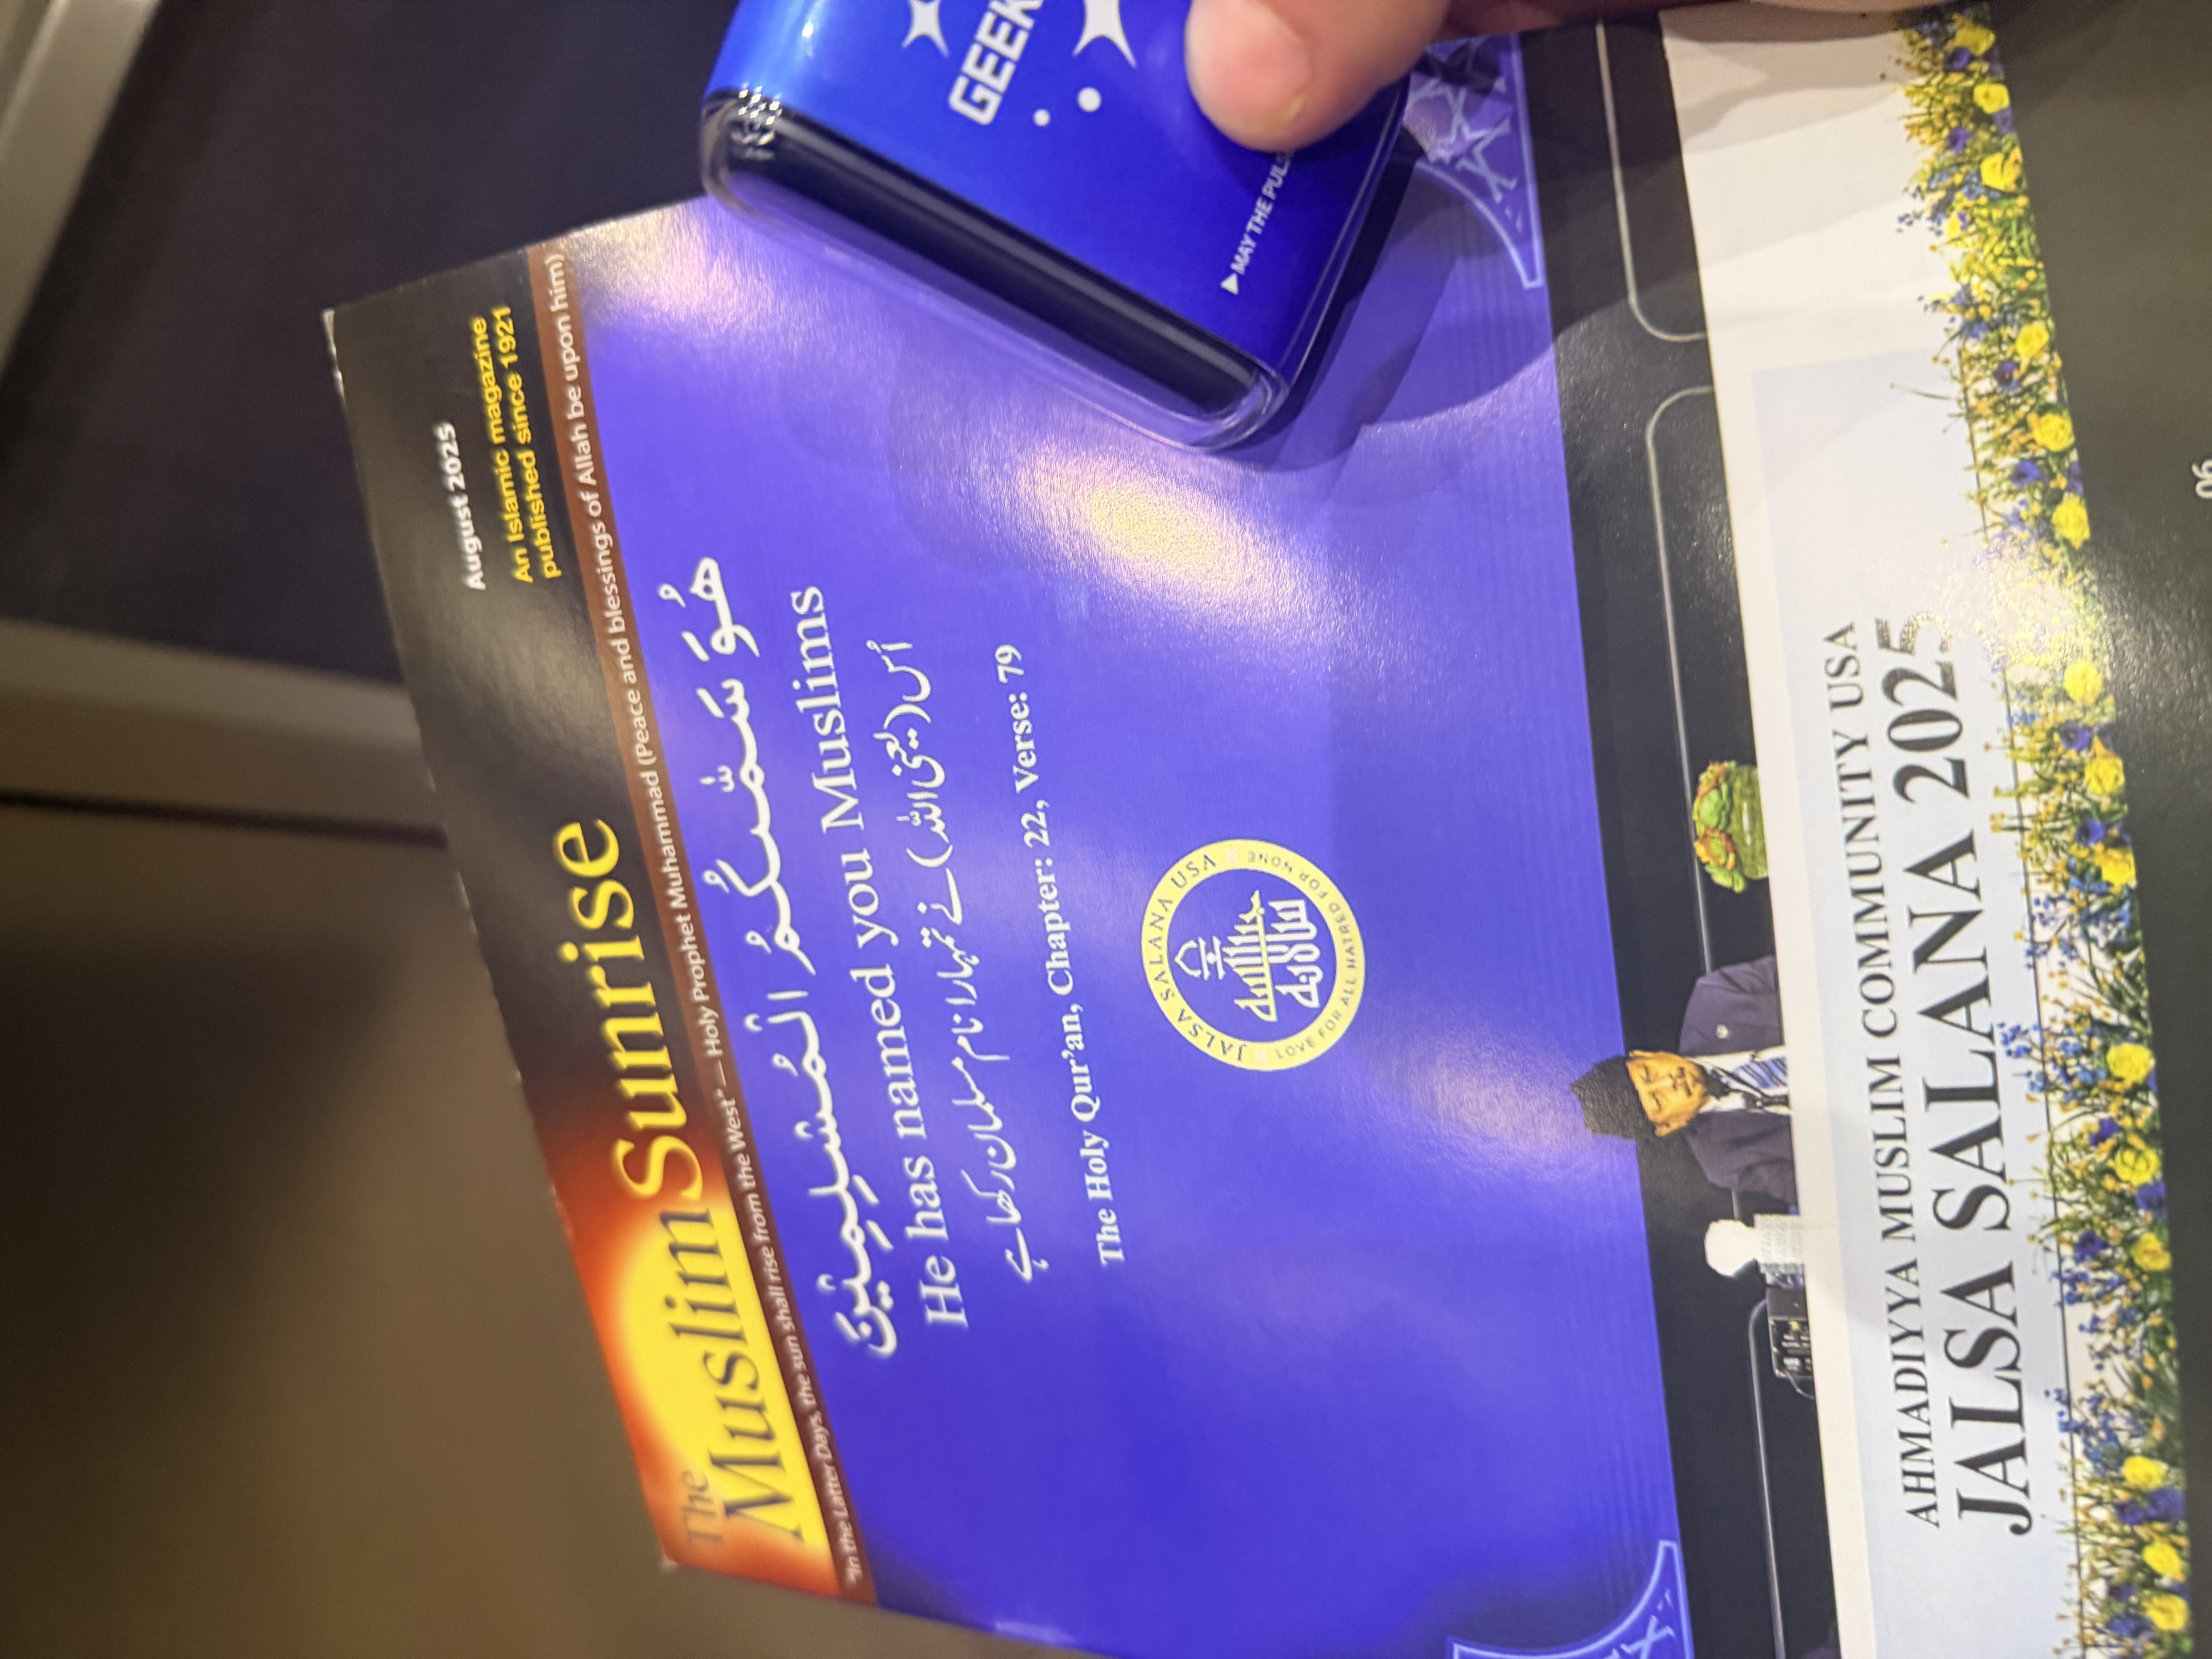 GEEK
▶ MAY THE PUL
August 2025
An Islamic magazine
published since 1921
The Muslim Sunrise
"In the Latter Days, the sun shall rise from the West" — Holy Prophet Muhammad (Peace and blessings of Allah be upon him)
هُوَ سَمّٰىكُمُ الْمُسْلِمِيْنَ
He has named you Muslims
اُس (یعنی اللہ) نے تمہارا نام مسلمان رکھا ہے
The Holy Qur'an, Chapter: 22, Verse: 79
JALSA SALANA USA
جلسہ سالانہ
LOVE FOR ALL HATRED FOR NONE
AHMADIYYA MUSLIM COMMUNITY USA
JALSA SALANA 2025
06